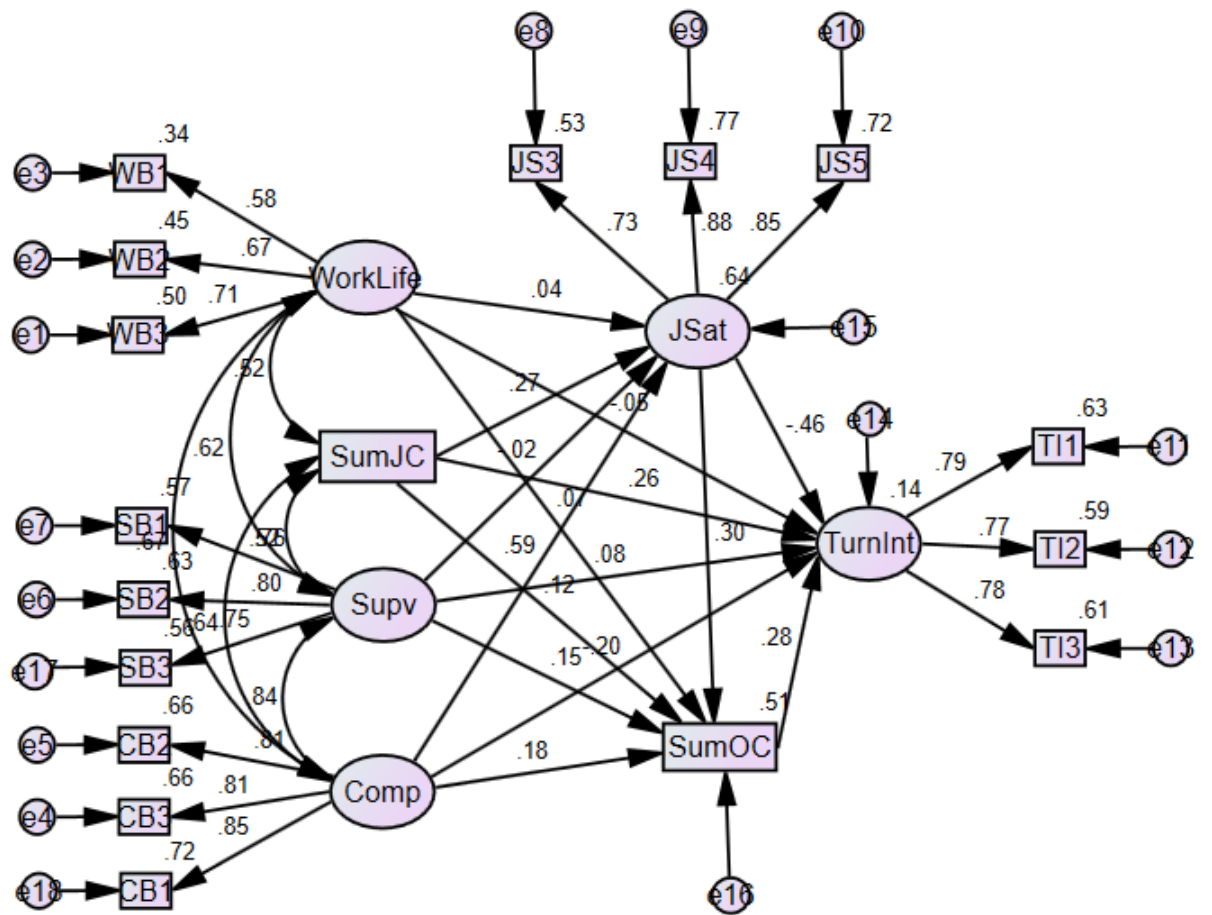 e8
e9
e10
.34
.53
.77
.72
e3
WB1
JS3
JS4
JS5
.58
.45
.67
.73
.88
.85
e2
WB2
WorkLife
.64
.50
.71
.04
e1
WB3
JSat
e15
.52
.27
-.05
-.46
e14
.63
TI1
e11
.62
SumJC
-.02
.26
.79
.57
.07
.14
e7
SB1
.67
.52
.59
.08
.30
TurnInt
.77
.59
TI2
e12
.63
.80
.12
e6
SB2
Supv
.78
.61
.56
.64
.75
.15
.20
.28
TI3
e13
e17
SB3
.66
.84
.51
e5
CB2
.81
.18
SumOC
.66
.81
Comp
e4
CB3
.85
.72
e18
CB1
e16